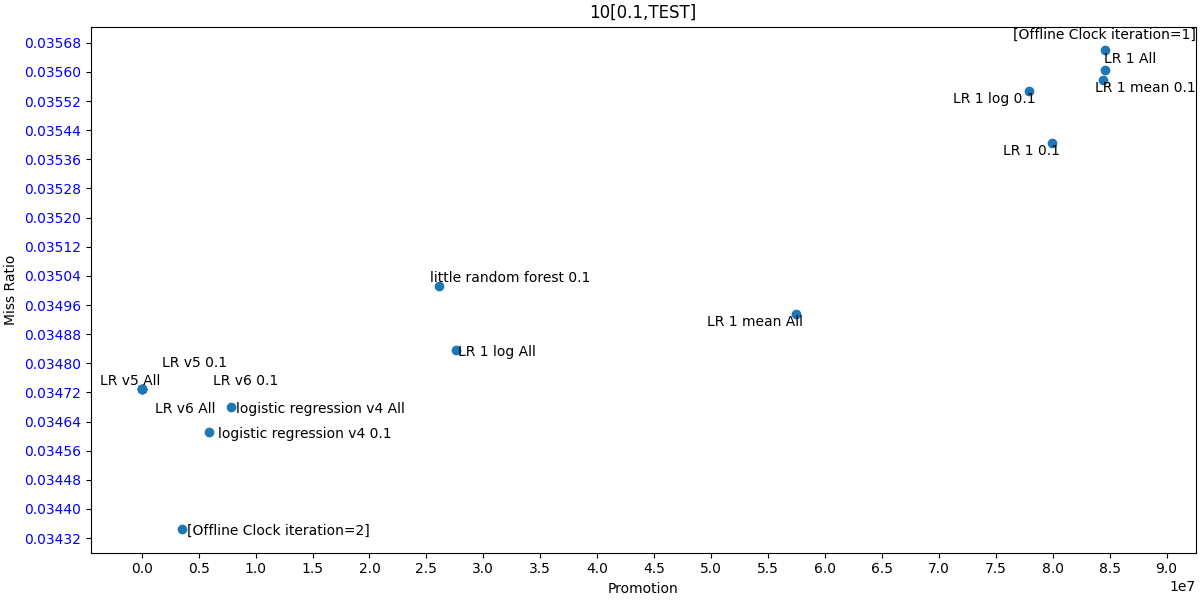 10[0.1,TEST]
[Offline Clock iteration=1]
LR 1 All
LR 1 mean 0.1
LR 1 log 0.1
LR 1 0.1
little random forest 0.1
LR 1 mean All
LR 1 log All
LR v5 0.1
LR v5 All
LR v6 0.1
LR v6 All
logistic regression v4 All
logistic regression v4 0.1
[Offline Clock iteration=2]
Miss Ratio
0.03568
0.03560
0.03552
0.03544
0.03536
0.03528
0.03520
0.03512
0.03504
0.03496
0.03488
0.03480
0.03472
0.03464
0.03456
0.03448
0.03440
0.03432
0.0 0.5 1.0 1.5 2.0 2.5 3.0 3.5 4.0 4.5 5.0 5.5 6.0 6.5 7.0 7.5 8.0 8.5 9.0
1e7
Promotion